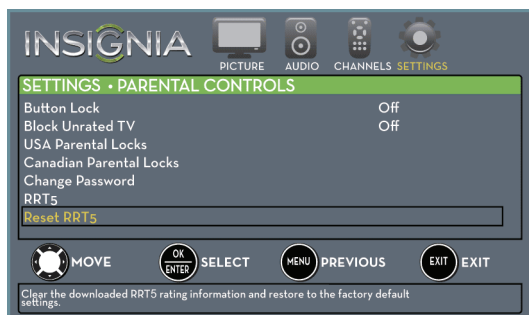 INSIGNIA
PICTURE AUDIO CHANNELS SETTINGS
SETTINGS • PARENTAL CONTROLS
Button Lock Off
Block Unrated TV Off
USA Parental Locks
Canadian Parental Locks
Change Password
RRT5
Reset RRT5
MOVE OK ENTER SELECT MENU PREVIOUS EXIT EXIT
Clear the downloaded RRT5 rating information and restore to the factory default
settings.